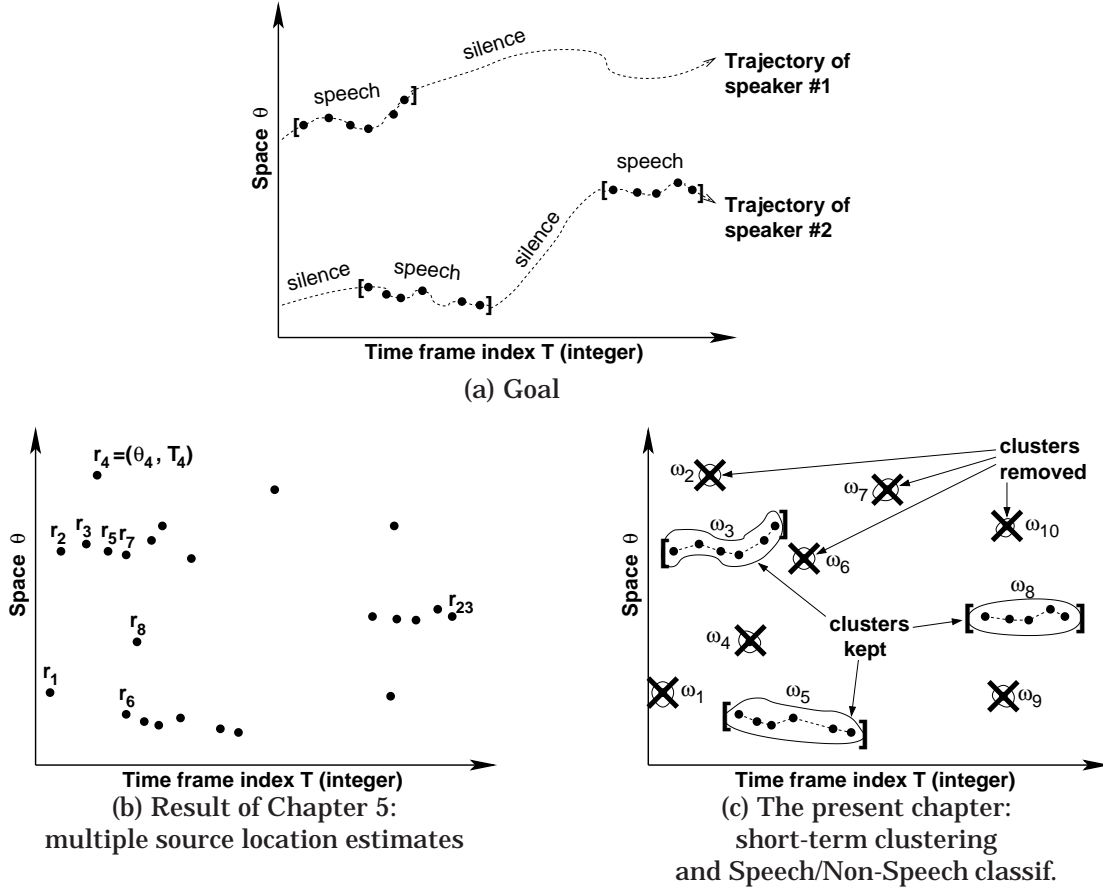 silence
Trajectory of
speaker #1
speech
Space θ
speech
Trajectory of
speaker #2
silence
silence
speech
Time frame index T (integer)
(a) Goal
r4=(θ4, T4)
r2 r3 r5 r7
r8
r23
r1
r6
Space θ
Time frame index T (integer)
(b) Result of Chapter 5:
multiple source location estimates
clusters
removed
ω2
ω7
ω3
ω10
ω6
ω8
clusters
kept
ω4
ω1
ω5
ω9
Space θ
Time frame index T (integer)
(c) The present chapter:
short-term clustering
and Speech/Non-Speech classif.